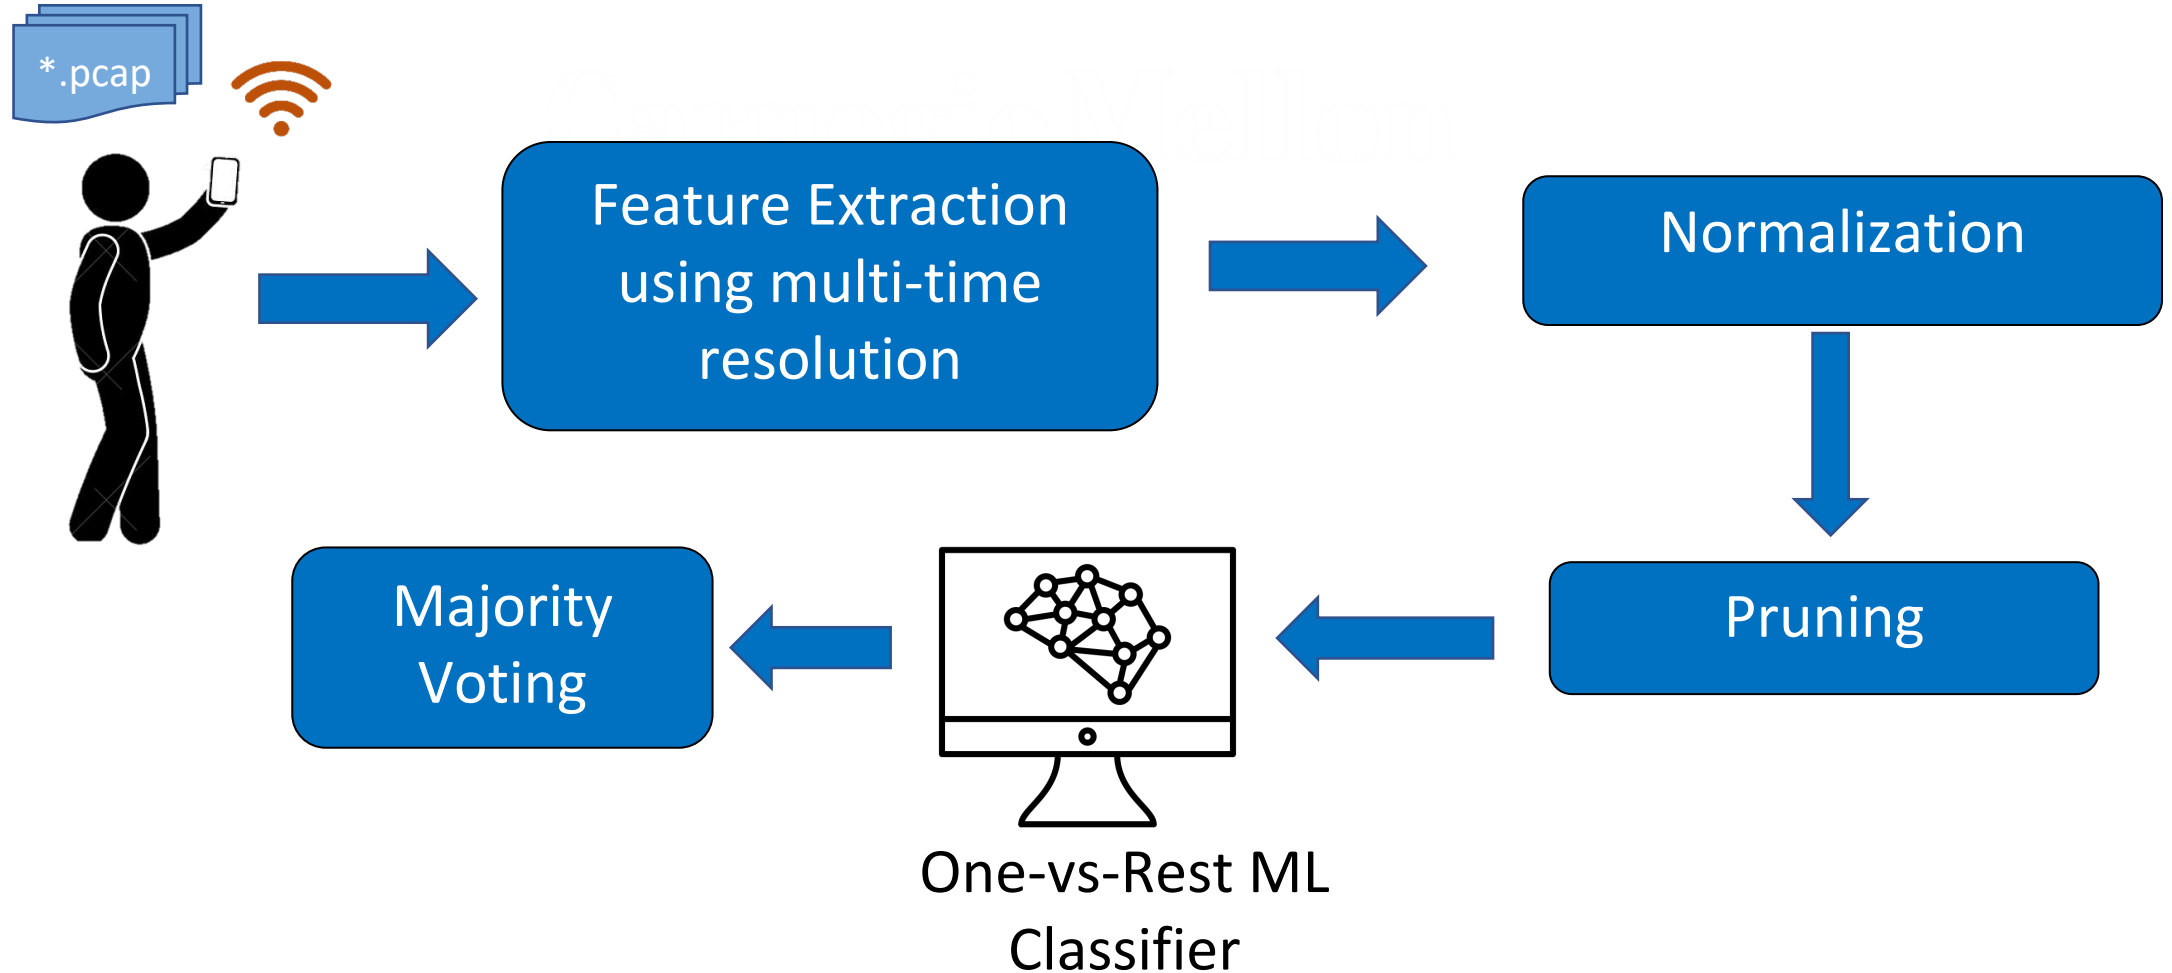 *.pcap
Feature Extraction
using multi-time
resolution
Normalization
Pruning
One-vs-Rest ML
Classifier
Majority
Voting